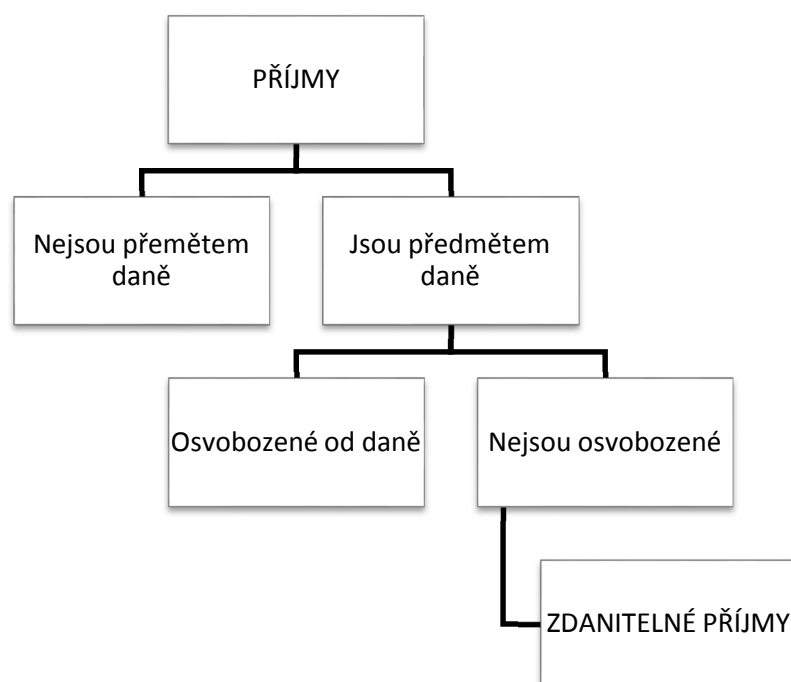 PŘÍJMY
Nejsou přemětem
daně
Jsou předmětem
daně
Osvobozené od daně
Nejsou osvobozené
ZDANITELNÉ PŘÍJMY